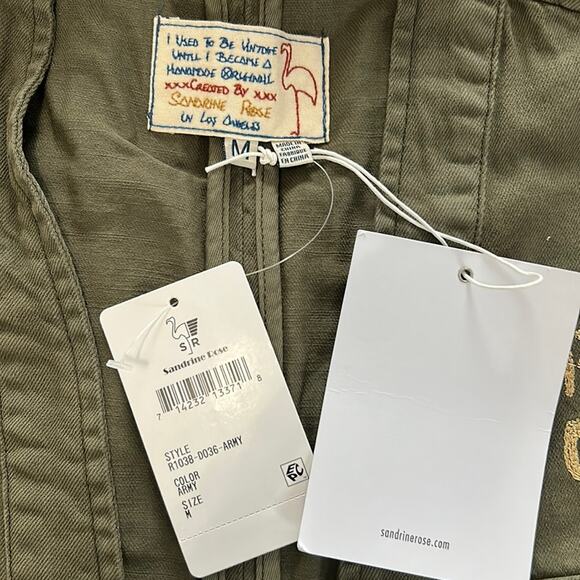 I USED TO BE VINTAGE
UNTIL I BECAME A
HANDMADE ORIGINAL
xxxCREATED BY xxx
SANDRINE ROSE
IN LOS ANGELES
M
MADE IN
CHINA
FABRIQUE
EN CHINA
S R
Sandrine Rose
7 14232 13371 8
STYLE
R1038-D036-ARMY
COLOR
ARMY
SIZE
M
sandrinerose.com